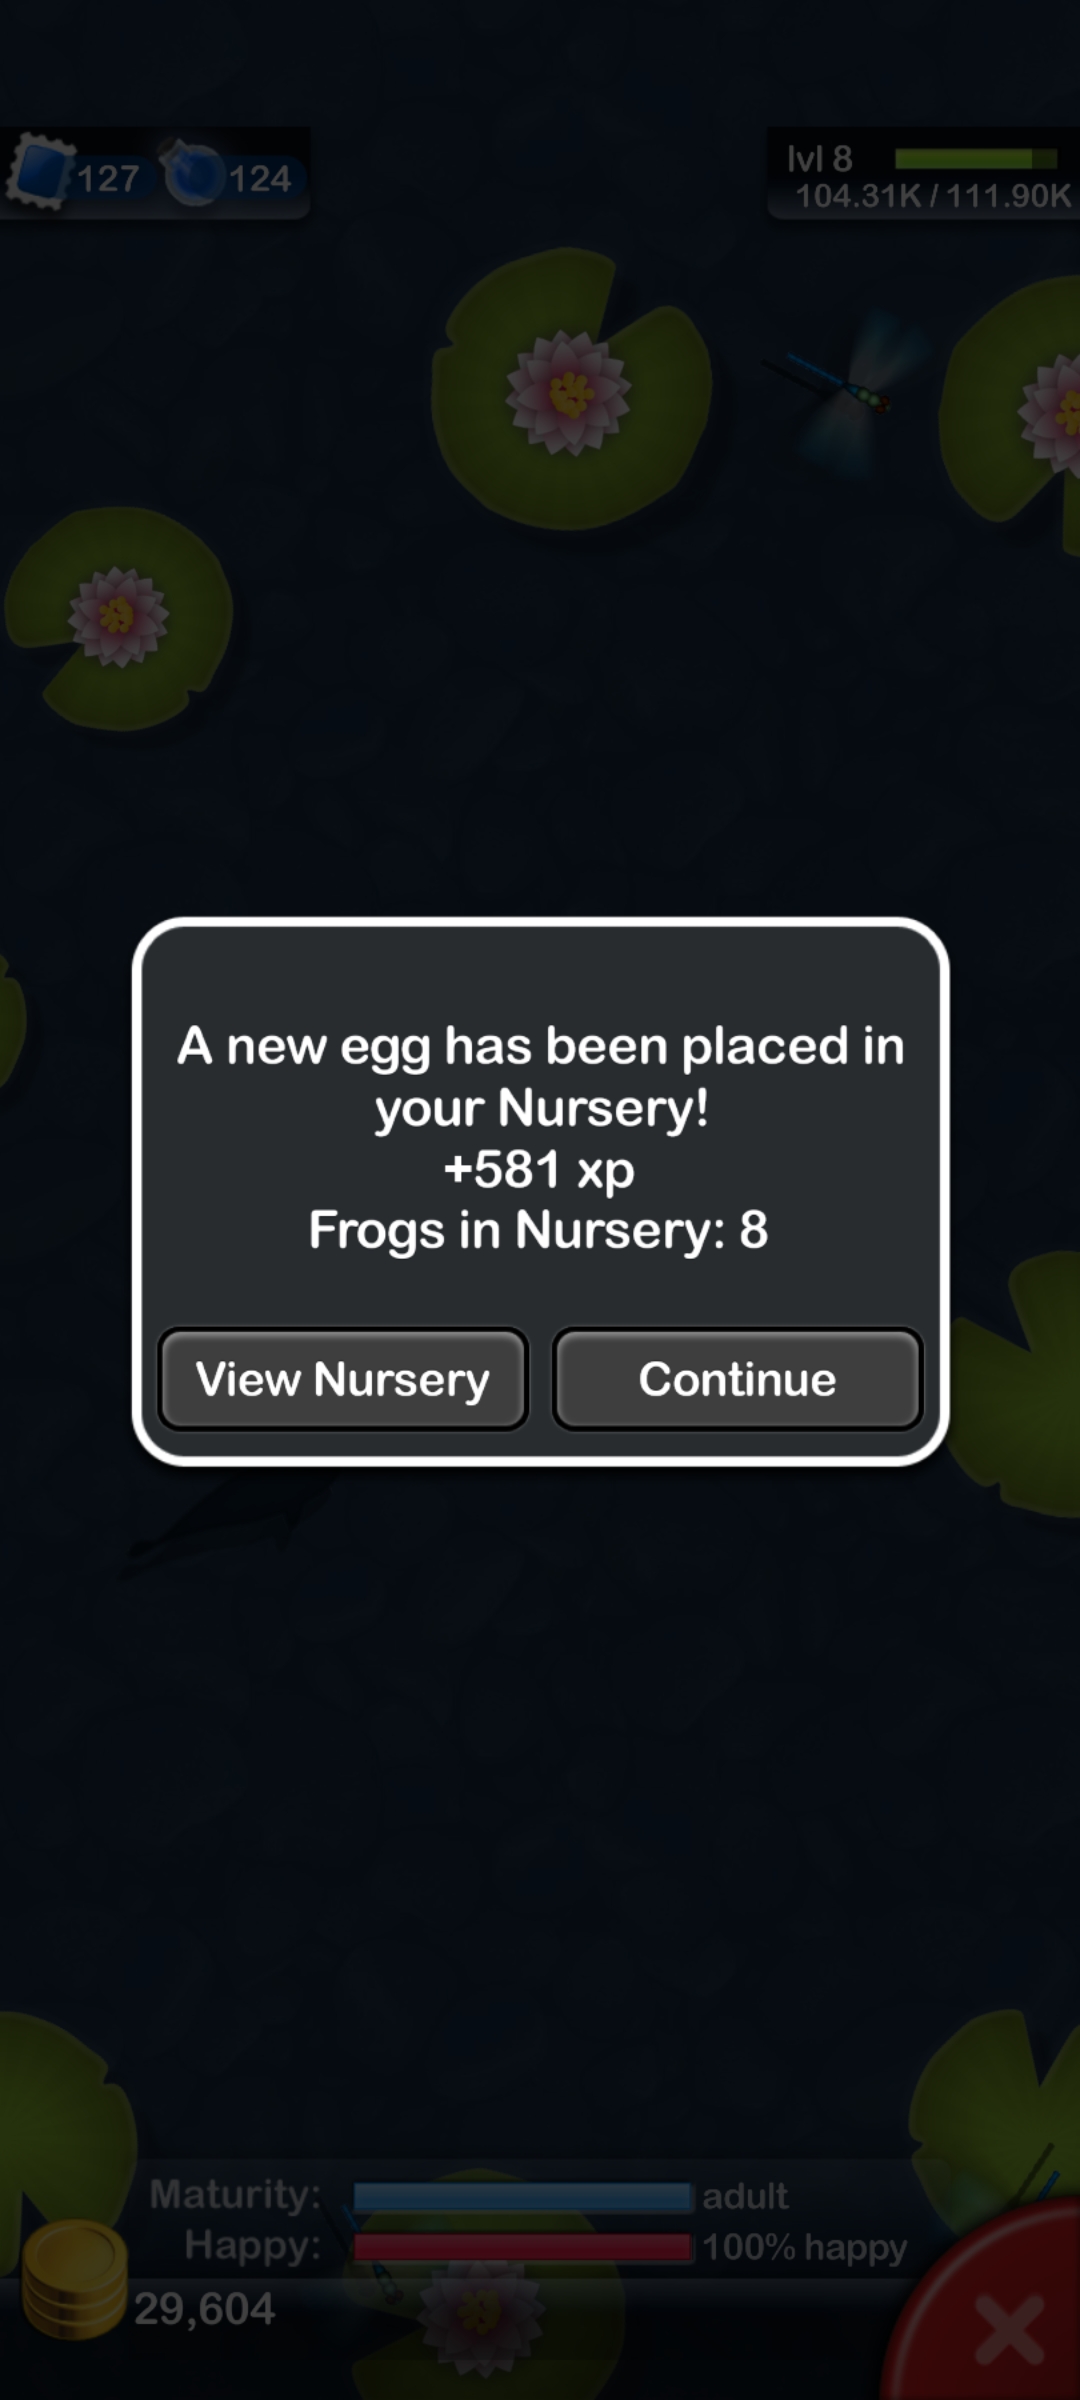 127 124
lvl 8
104.31K / 111.90K
A new egg has been placed in
your Nursery!
+581 xp
Frogs in Nursery: 8
View Nursery Continue
Maturity: adult
Happy: 100% happy
29,604